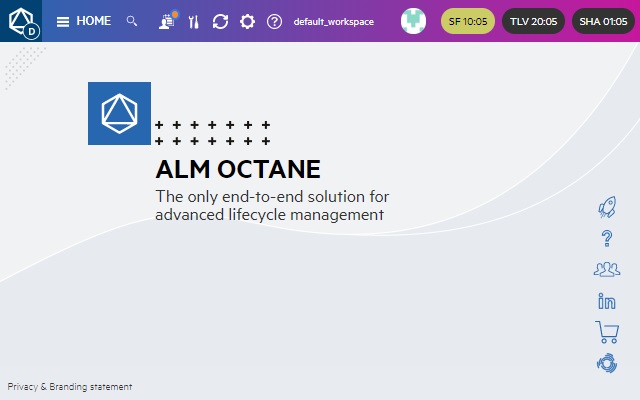 D
HOME
default_workspace
SF 10:05
TLV 20:05
SHA 01:05
ALM OCTANE
The only end-to-end solution for
advanced lifecycle management
in
Privacy & Branding statement